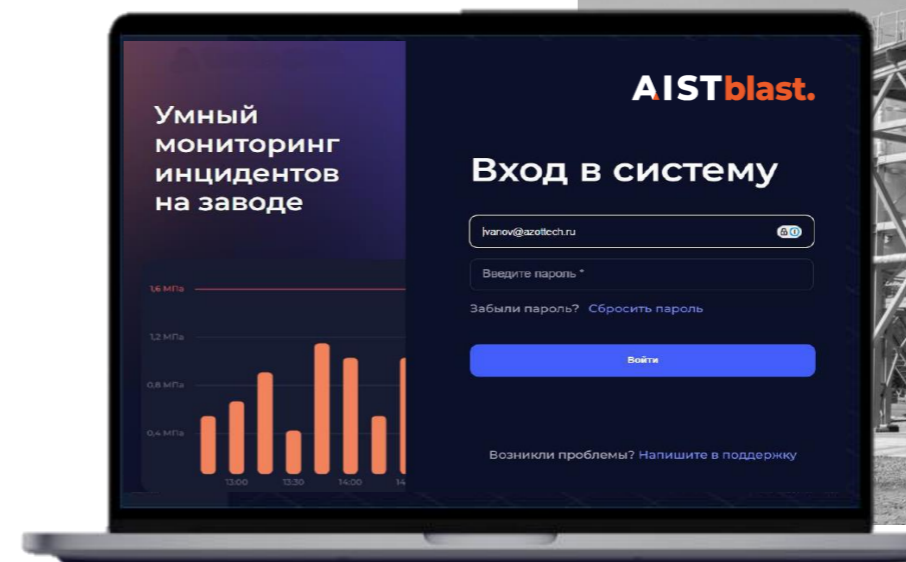 Умный
мониторинг
инцидентов
на заводе
1,6 МПа
1,2 МПа
0,8 МПа
0,4 МПа
13:00 13:30 14:00 14
AISTblast.
Вход в систему
ivanov@azottech.ru
Введите пароль *
Забыли пароль? Сбросить пароль
Войти
Возникли проблемы? Напишите в поддержку